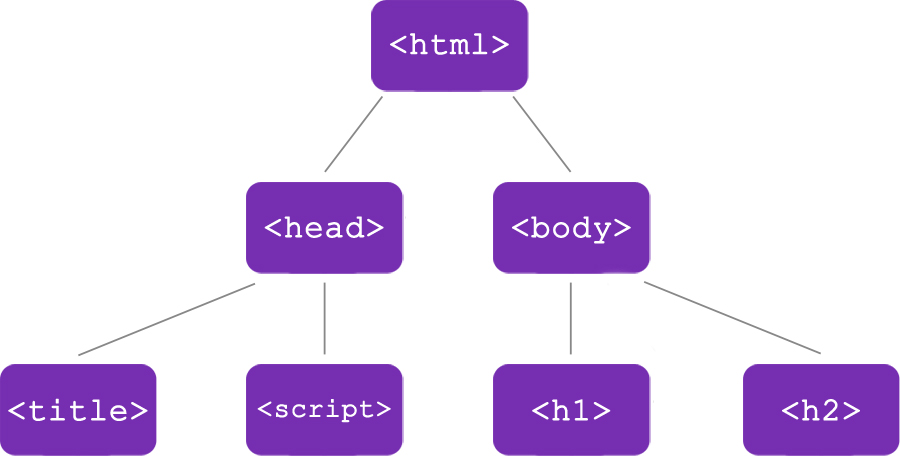 <html>
<head>
<body>
<title>
<script>
<h1>
<h2>